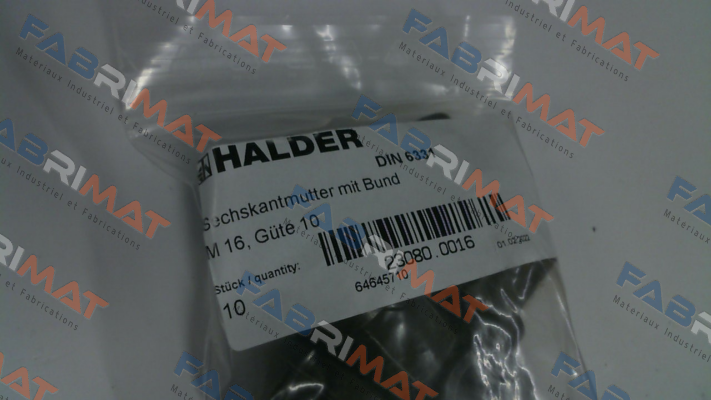 HALDER
DIN 6331
Sechskantmutter mit Bund
M 16, Güte 10
Stück / quantity:
10
23080.0016
64645710
FABRIMAT
Materiaux Industriel et Fabrications